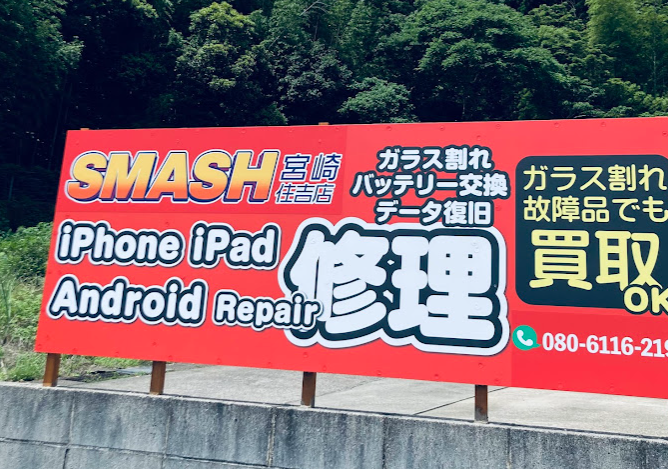 SMASH 宮崎
住吉店
ガラス割れ
バッテリー交換
データ復旧
iPhone iPad
Android Repair
修理
ガラス割れ
故障品でも
買取
OK
080-6116-219